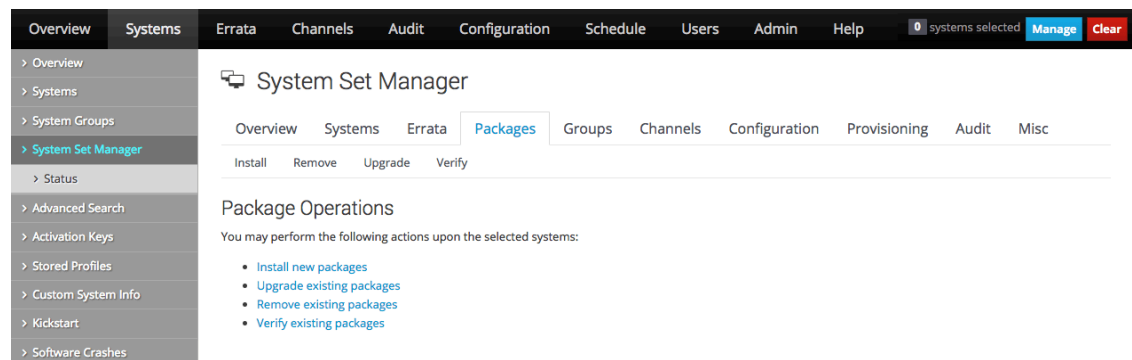 Overview Systems Errata Channels Audit Configuration Schedule Users Admin Help 0 systems selected Manage Clear
> Overview
> Systems
> System Groups
> System Set Manager
> Status
> Advanced Search
> Activation Keys
> Stored Profiles
> Custom System Info
> Kickstart
> Software Crashes
System Set Manager
Overview Systems Errata Packages Groups Channels Configuration Provisioning Audit Misc
Install Remove Upgrade Verify
Package Operations
You may perform the following actions upon the selected systems:
• Install new packages
• Upgrade existing packages
• Remove existing packages
• Verify existing packages